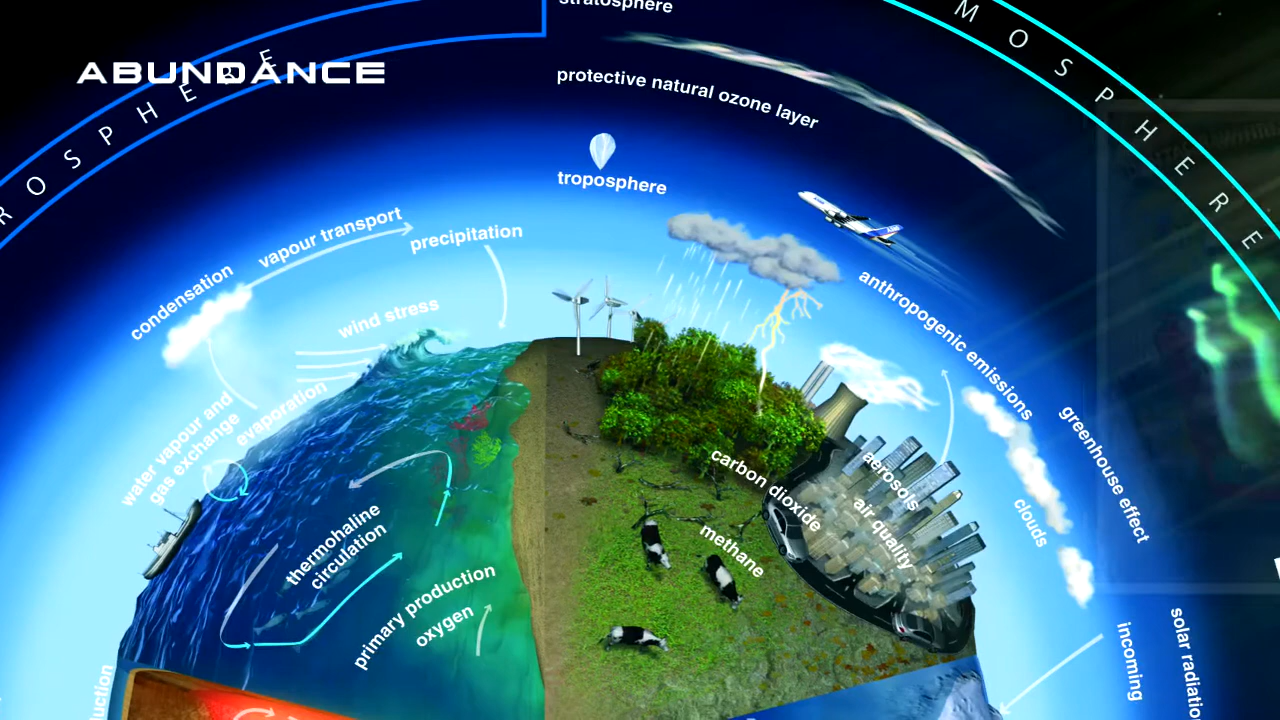 stratosphere
MOSPHERE
ROSPHERE
ABUNDANCE
protective natural ozone layer
troposphere
vapour transport
precipitation
condensation
wind stress
evaporation
water vapour and
gas exchange
anthropogenic emissions
greenhouse effect
clouds
carbon dioxide
aerosols
air quality
methane
thermohaline
circulation
primary production
oxygen
incoming
solar radiatio
uction